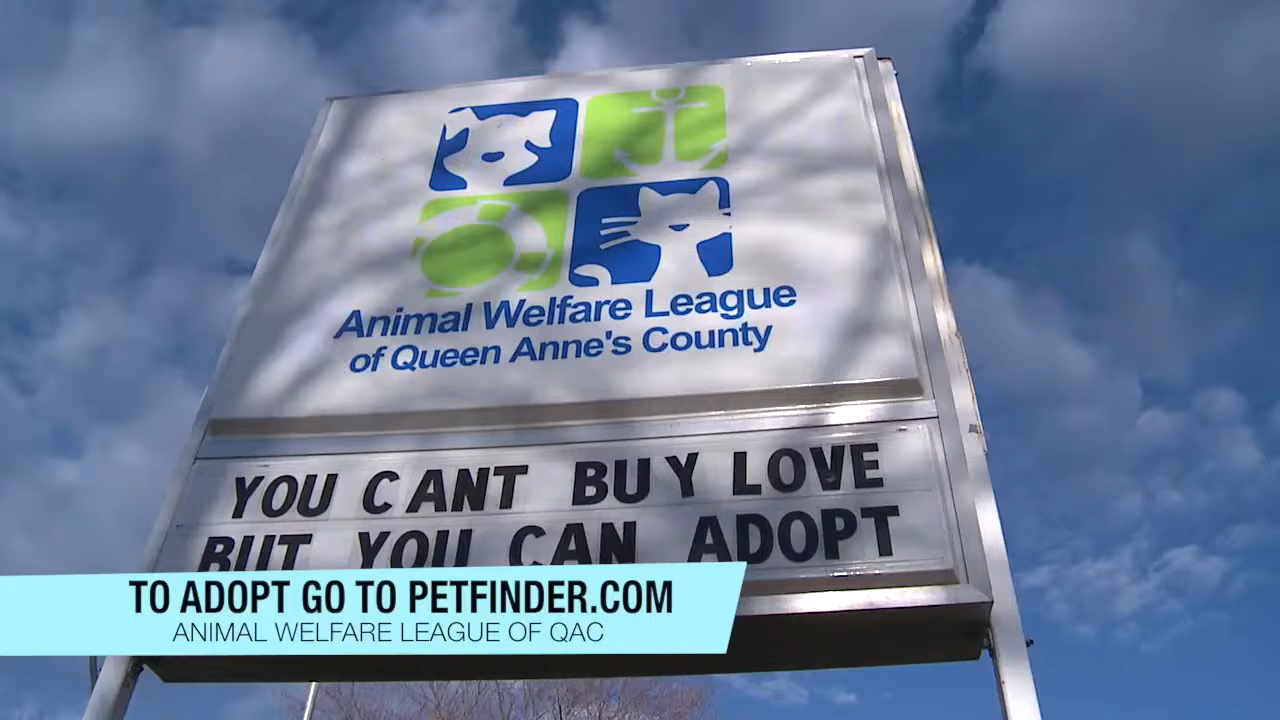 Animal Welfare League
of Queen Anne's County
YOU CANT BUY LOVE
BUT YOU CAN ADOPT
TO ADOPT GO TO PETFINDER.COM
ANIMAL WELFARE LEAGUE OF QAC